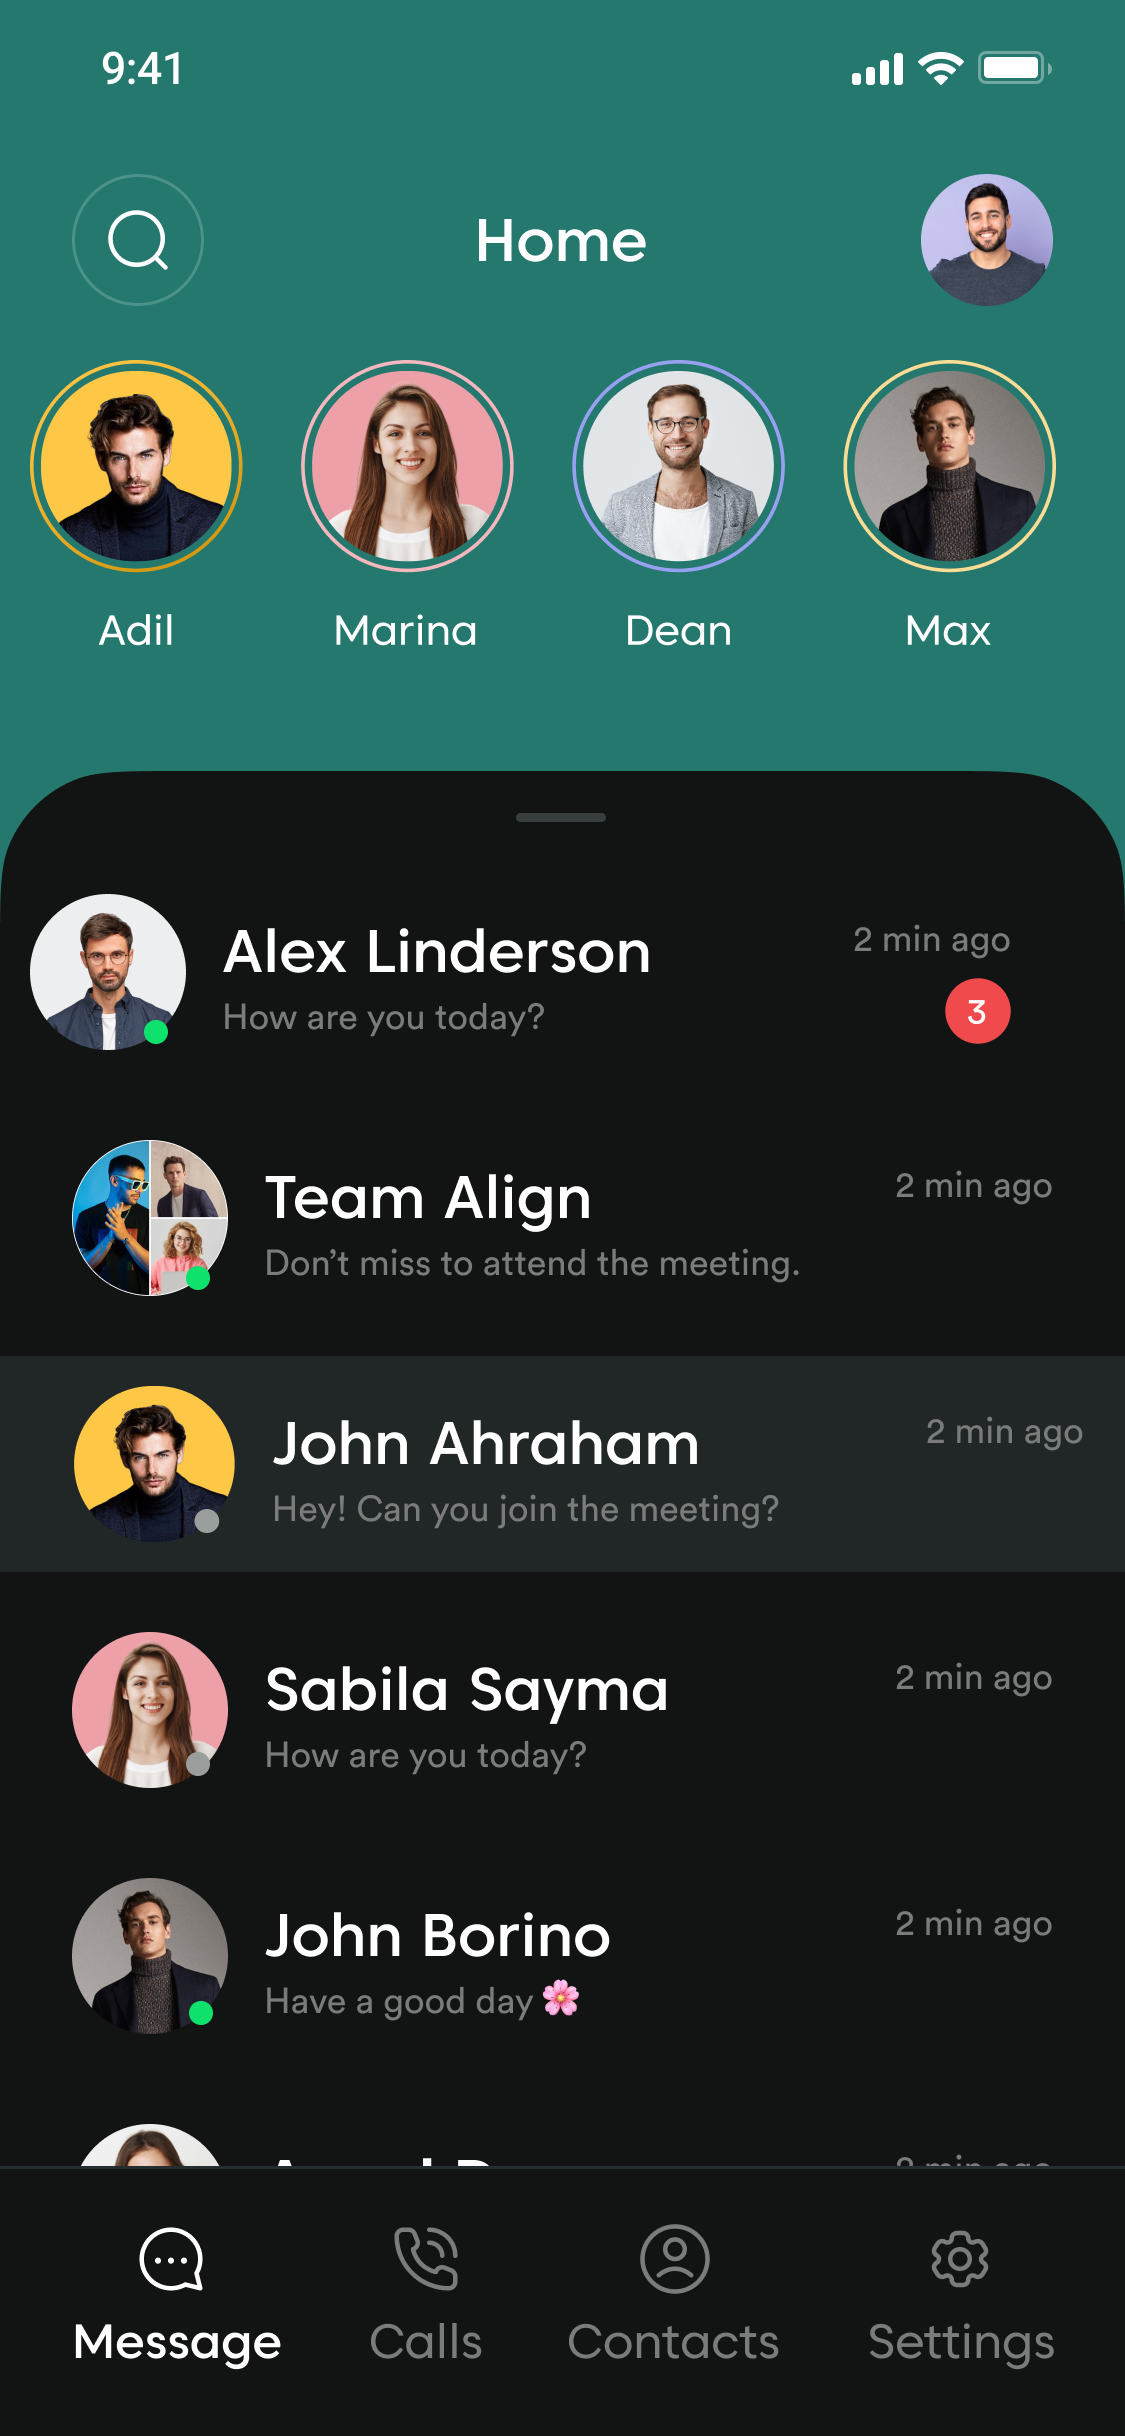 9:41
Home
Adil
Marina
Dean
Max
Alex Linderson
2 min ago
How are you today?
3
Team Align
2 min ago
Don't miss to attend the meeting.
John Ahraham
2 min ago
Hey! Can you join the meeting?
Sabila Sayma
2 min ago
How are you today?
John Borino
2 min ago
Have a good day 🌸
2 min ago
Message
Calls
Contacts
Settings